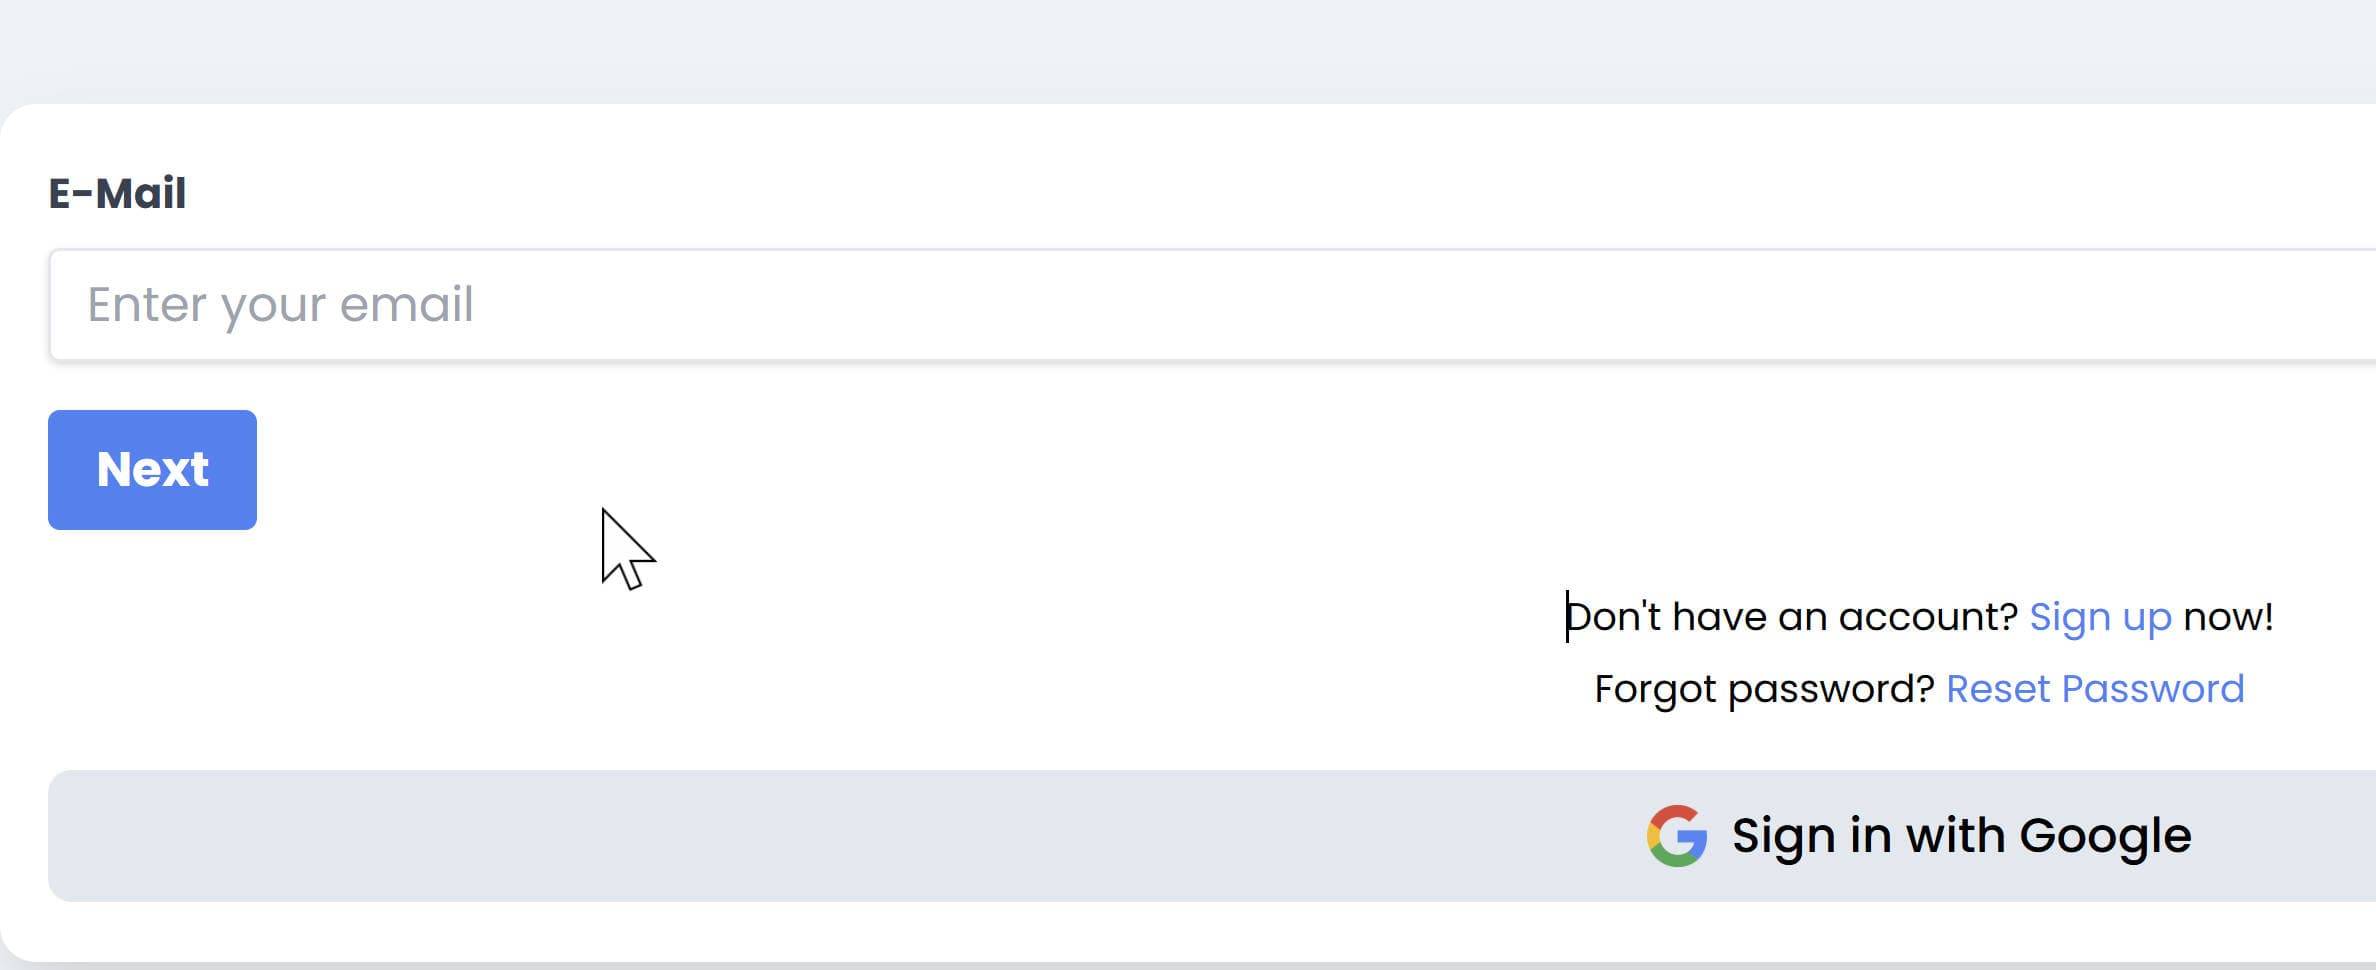 E-Mail
Enter your email
Next
Don't have an account? Sign up now!
Forgot password? Reset Password
Sign in with Google